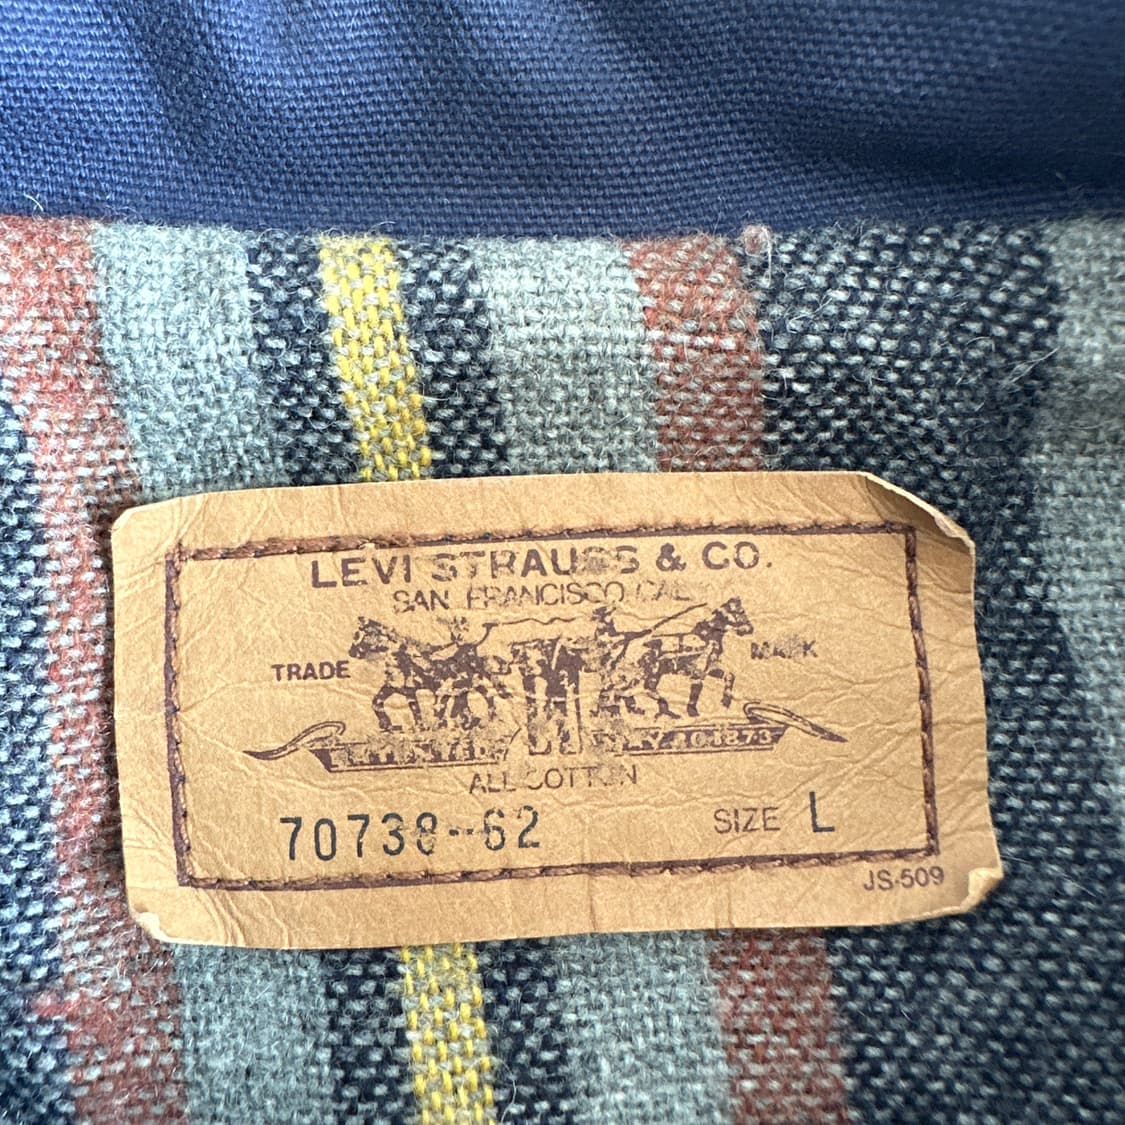 LEVI STRAUSS & CO.
SAN FRANCISCO CAL
TRADE MARK
ALL COTTON
70738--62 SIZE L
JS-509